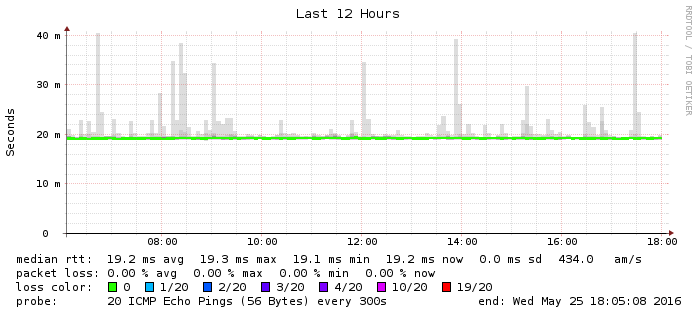 Last 12 Hours
RRDTOOL / TOBI OETIKER
Seconds
40 m
30 m
20 m
10 m
0
08:00 10:00 12:00 14:00 16:00 18:00
median rtt: 19.2 ms avg 19.3 ms max 19.1 ms min 19.2 ms now 0.0 ms sd 434.0 am/s
packet loss: 0.00 % avg 0.00 % max 0.00 % min 0.00 % now
loss color: 0 1/20 2/20 3/20 4/20 10/20 19/20
probe: 20 ICMP Echo Pings (56 Bytes) every 300s end: Wed May 25 18:05:08 2016